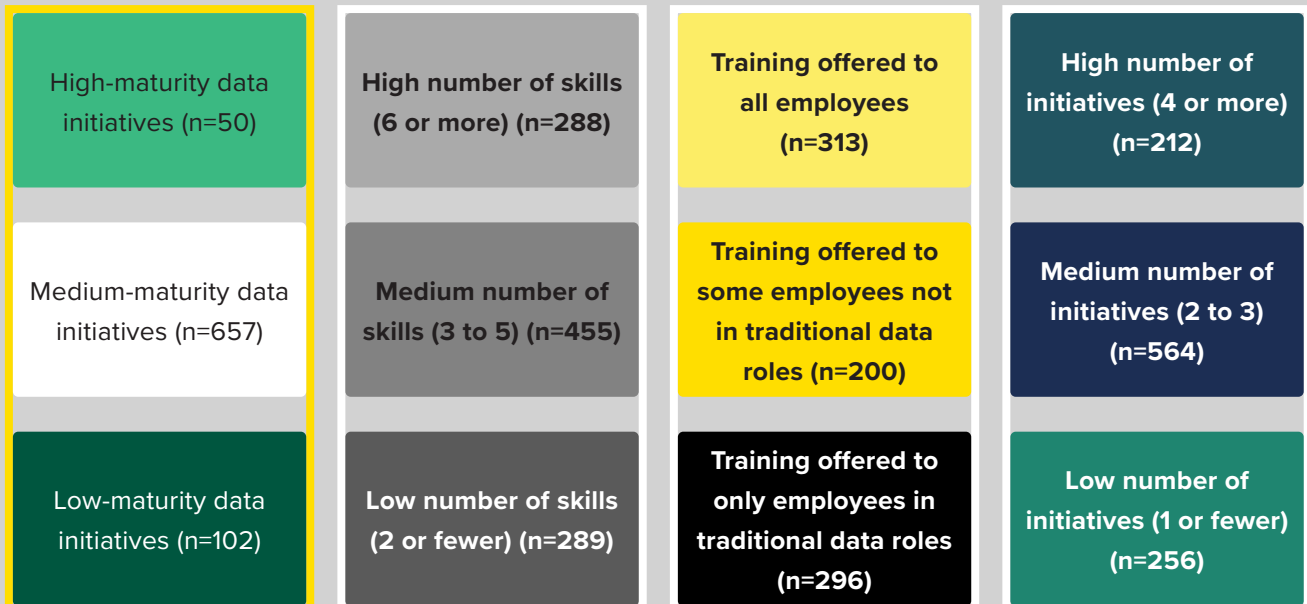 High-maturity data
initiatives (n=50)
High number of skills
(6 or more) (n=288)
Training offered to
all employees
(n=313)
High number of
initiatives (4 or more)
(n=212)
Medium-maturity data
initiatives (n=657)
Medium number of
skills (3 to 5) (n=455)
Training offered to
some employees not
in traditional data
roles (n=200)
Medium number of
initiatives (2 to 3)
(n=564)
Low-maturity data
initiatives (n=102)
Low number of skills
(2 or fewer) (n=289)
Training offered to
only employees in
traditional data roles
(n=296)
Low number of
initiatives (1 or fewer)
(n=256)